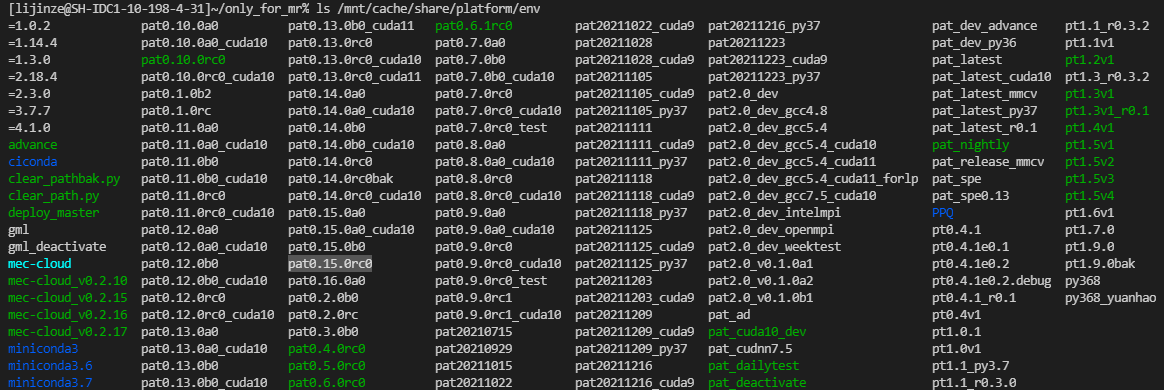 [lijinze@SH-IDC1-10-198-4-31]~/only_for_mr% ls /mnt/cache/share/platform/env
=1.0.2 pat0.10.0a0 pat0.13.0b0_cuda11 pat0.6.1rc0 pat20211022_cuda9 pat20211216_py37 pat_dev_advance pt1.1_r0.3.2
=1.14.4 pat0.10.0a0_cuda10 pat0.13.0rc0 pat0.7.0a0 pat20211028 pat20211223 pat_dev_py36 pt1.1v1
=1.3.0 pat0.10.0rc0 pat0.13.0rc0_cuda10 pat0.7.0b0 pat20211028_cuda9 pat20211223_cuda9 pat_latest pt1.2v1
=2.18.4 pat0.10.0rc0_cuda10 pat0.13.0rc0_cuda11 pat0.7.0b0_cuda10 pat20211105 pat20211223_py37 pat_latest_cuda10 pt1.3_r0.3.2
=2.3.0 pat0.1.0b2 pat0.14.0a0 pat0.7.0rc0 pat20211105_cuda9 pat2.0_dev pat_latest_mmcv pt1.3v1
=3.7.7 pat0.1.0rc pat0.14.0a0_cuda10 pat0.7.0rc0_cuda10 pat20211105_py37 pat2.0_dev_gcc4.8 pat_latest_py37 pt1.3v1_r0.1
=4.1.0 pat0.11.0a0 pat0.14.0b0 pat0.7.0rc0_test pat20211111 pat2.0_dev_gcc5.4 pat_latest_r0.1 pt1.4v1
advance pat0.11.0a0_cuda10 pat0.14.0b0_cuda10 pat0.8.0a0 pat20211111_cuda9 pat2.0_dev_gcc5.4_cuda10 pat_nightly pt1.5v1
ciconda pat0.11.0b0 pat0.14.0rc0 pat0.8.0a0_cuda10 pat20211111_py37 pat2.0_dev_gcc5.4_cuda11 pat_release_mmcv pt1.5v2
clear_pathbak.py pat0.11.0b0_cuda10 pat0.14.0rc0bak pat0.8.0rc0 pat20211118 pat2.0_dev_gcc5.4_cuda11_forlp pat_spe pt1.5v3
clear_path.py pat0.11.0rc0 pat0.14.0rc0_cuda10 pat0.8.0rc0_cuda10 pat20211118_cuda9 pat2.0_dev_gcc7.5_cuda10 pat_spe0.13 pt1.5v4
deploy_master pat0.11.0rc0_cuda10 pat0.15.0a0 pat0.9.0a0 pat20211118_py37 pat2.0_dev_intelmpi PPQ pt1.6v1
gml pat0.12.0a0 pat0.15.0a0_cuda10 pat0.9.0a0_cuda10 pat20211125 pat2.0_dev_openmpi pt0.4.1 pt1.7.0
gml_deactivate pat0.12.0a0_cuda10 pat0.15.0b0 pat0.9.0rc0 pat20211125_cuda9 pat2.0_dev_weektest pt0.4.1e0.1 pt1.9.0
mec-cloud pat0.12.0b0 pat0.15.0rc0 pat0.9.0rc0_cuda10 pat20211125_py37 pat2.0_v0.1.0a1 pt0.4.1e0.2 pt1.9.0bak
mec-cloud_v0.2.10 pat0.12.0b0_cuda10 pat0.16.0a0 pat0.9.0rc0_test pat20211203 pat2.0_v0.1.0a2 pt0.4.1e0.2.debug py368
mec-cloud_v0.2.15 pat0.12.0rc0 pat0.2.0b0 pat0.9.0rc1 pat20211203_cuda9 pat2.0_v0.1.0b1 pt0.4.1_r0.1 py368_yuanhao
mec-cloud_v0.2.16 pat0.12.0rc0_cuda10 pat0.2.0rc pat0.9.0rc1_cuda10 pat20211209 pat_ad pt0.4v1
mec-cloud_v0.2.17 pat0.13.0a0 pat0.3.0b0 pat20210715 pat20211209_cuda9 pat_cuda10_dev pt1.0.1
miniconda3 pat0.13.0a0_cuda10 pat0.4.0rc0 pat20210929 pat20211209_py37 pat_cudnn7.5 pt1.0v1
miniconda3.6 pat0.13.0b0 pat0.5.0rc0 pat20211015 pat20211216 pat_dailytest pt1.1_py3.7
miniconda3.7 pat0.13.0b0_cuda10 pat0.6.0rc0 pat20211022 pat20211216_cuda9 pat_deactivate pt1.1_r0.3.0